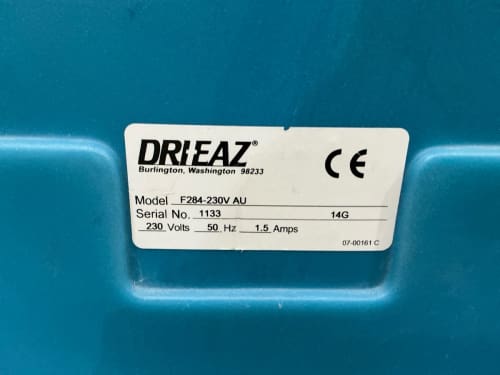 DRI-EAZ®
Burlington, Washington 98233
CE
Model F284-230V AU
Serial No. 1133 14G
230 Volts 50 Hz 1.5 Amps
07-00161 C